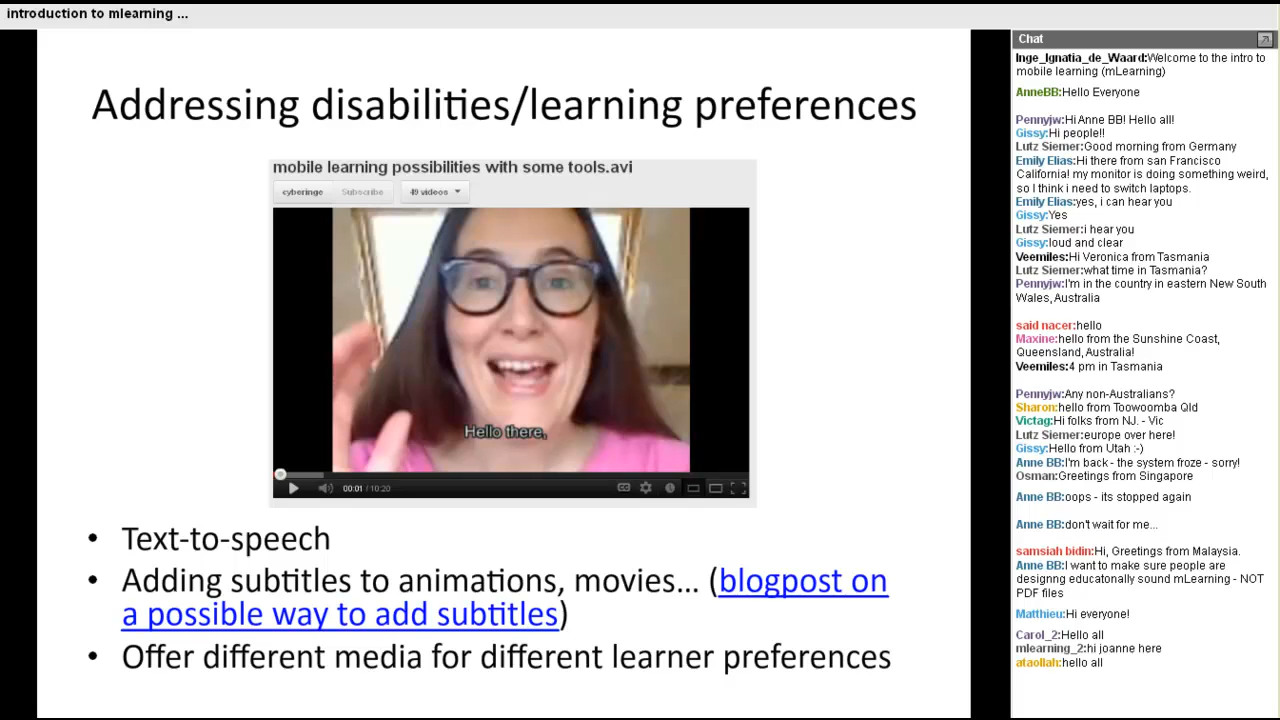 introduction to mlearning ...
Addressing disabilities/learning preferences
mobile learning possibilities with some tools.avi
cyberinge Subscribe 49 videos
Hello there,
00:01 / 10:20
• Text-to-speech
• Adding subtitles to animations, movies... (blogpost on
a possible way to add subtitles)
• Offer different media for different learner preferences
Chat
Inge_Ignatia_de_Waard:Welcome to the intro to
mobile learning (mLearning)
AnneBB:Hello Everyone
Pennyjw:Hi Anne BB! Hello all!
Gissy:Hi people!!
Lutz Siemer:Good morning from Germany
Emily Elias:Hi there from san Francisco
California! my monitor is doing something weird,
so I think i need to switch laptops.
Emily Elias:yes, i can hear you
Gissy:Yes
Lutz Siemer:i hear you
Gissy:loud and clear
Veemiles:Hi Veronica from Tasmania
Lutz Siemer:what time in Tasmania?
Pennyjw:I'm in the country in eastern New South
Wales, Australia
said nacer:hello
Maxine:hello from the Sunshine Coast,
Queensland, Australia!
Veemiles:4 pm in Tasmania
Pennyjw:Any non-Australians?
Sharon:hello from Toowoomba Qld
Victag:Hi folks from NJ. - Vic
Lutz Siemer:europe over here!
Gissy:Hello from Utah :-)
Anne BB:I'm back - the system froze - sorry!
Osman:Greetings from Singapore
Anne BB:oops - its stopped again
Anne BB:don't wait for me...
samsiah bidin:Hi, Greetings from Malaysia.
Anne BB:I want to make sure people are
designng educatonally sound mLearning - NOT
PDF files
Matthieu:Hi everyone!
Carol_2:Hello all
mlearning_2:hi joanne here
ataollah:hello all